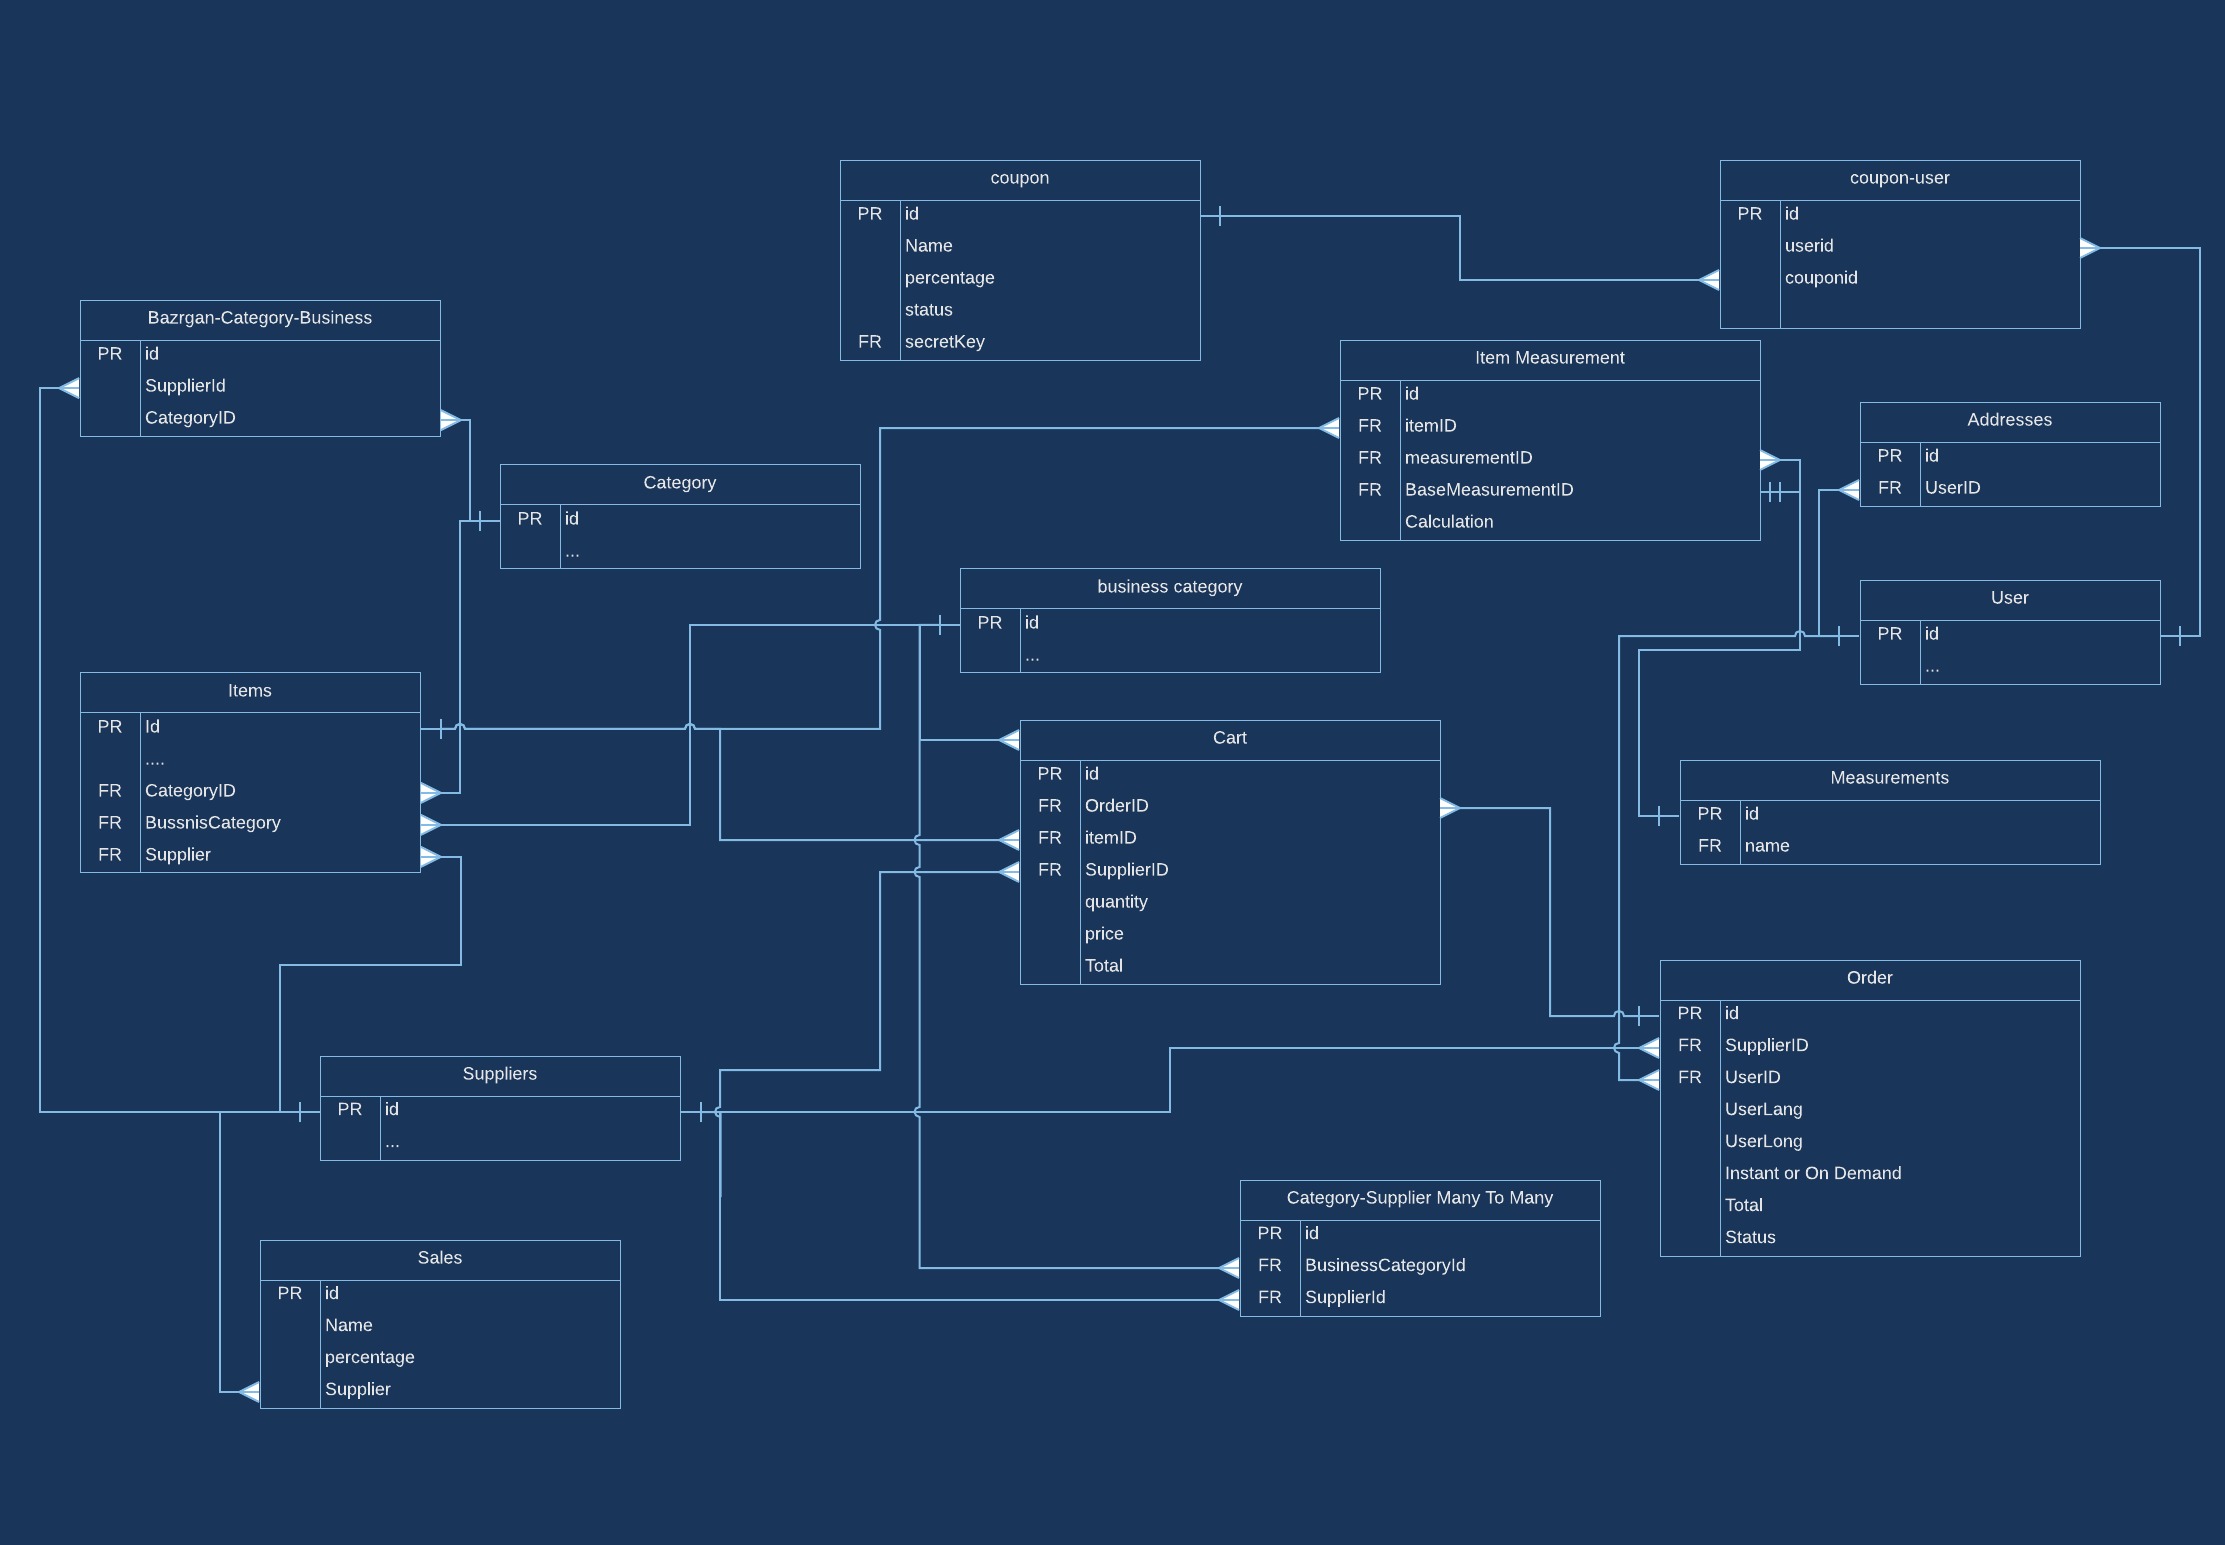 coupon
PR id
Name
percentage
status
FR secretKey
coupon-user
PR id
userid
couponid
Bazrgan-Category-Business
PR id
SupplierId
CategoryID
Item Measurement
PR id
FR itemID
FR measurementID
FR BaseMeasurementID
Calculation
Addresses
PR id
FR UserID
Category
PR id
...
business category
PR id
...
User
PR id
...
Items
PR Id
....
FR CategoryID
FR BussnisCategory
FR Supplier
Cart
PR id
FR OrderID
FR itemID
FR SupplierID
quantity
price
Total
Measurements
PR id
FR name
Order
PR id
FR SupplierID
FR UserID
UserLang
UserLong
Instant or On Demand
Total
Status
Suppliers
PR id
...
Category-Supplier Many To Many
PR id
FR BusinessCategoryId
FR SupplierId
Sales
PR id
Name
percentage
Supplier